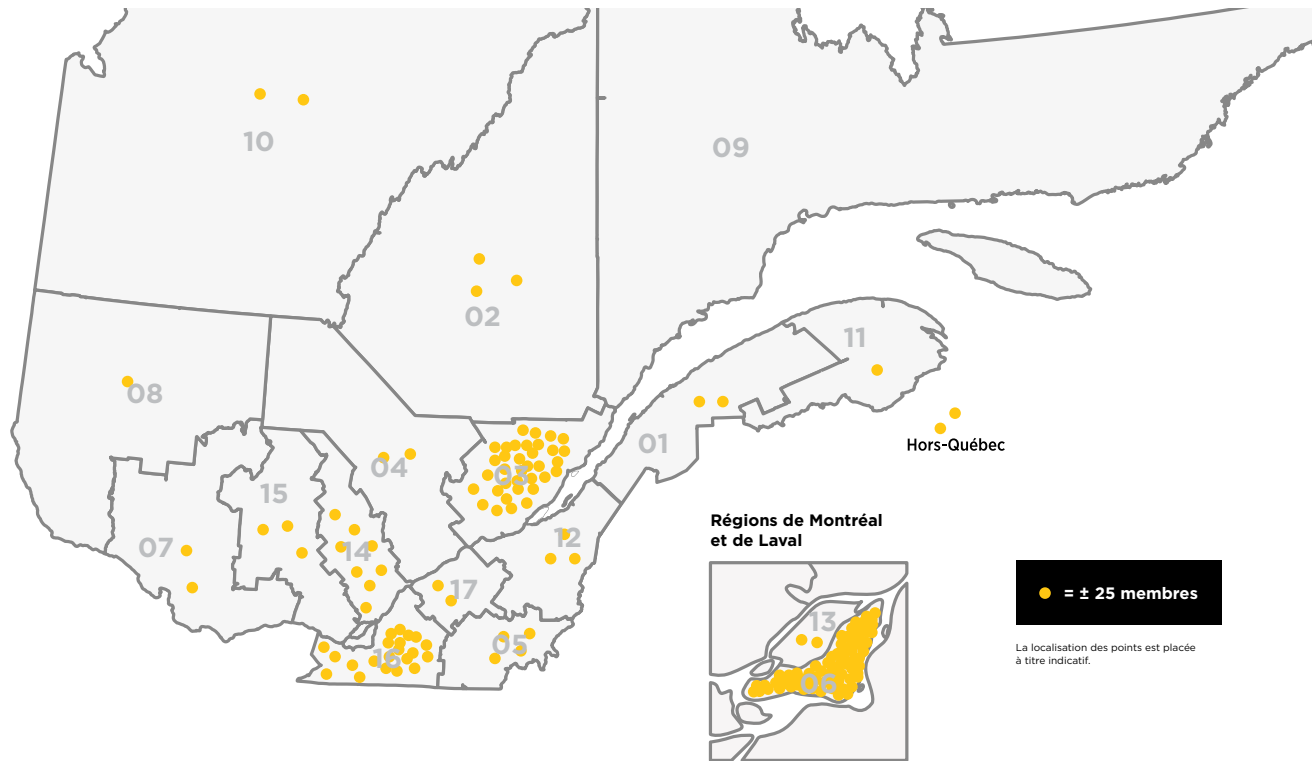 10
09
02
11
08
01
Hors-Québec
04
03
15
07
14
12
17
05
16
Régions de Montréal
et de Laval
13
06
= ± 25 membres
La localisation des points est placée
à titre indicatif.